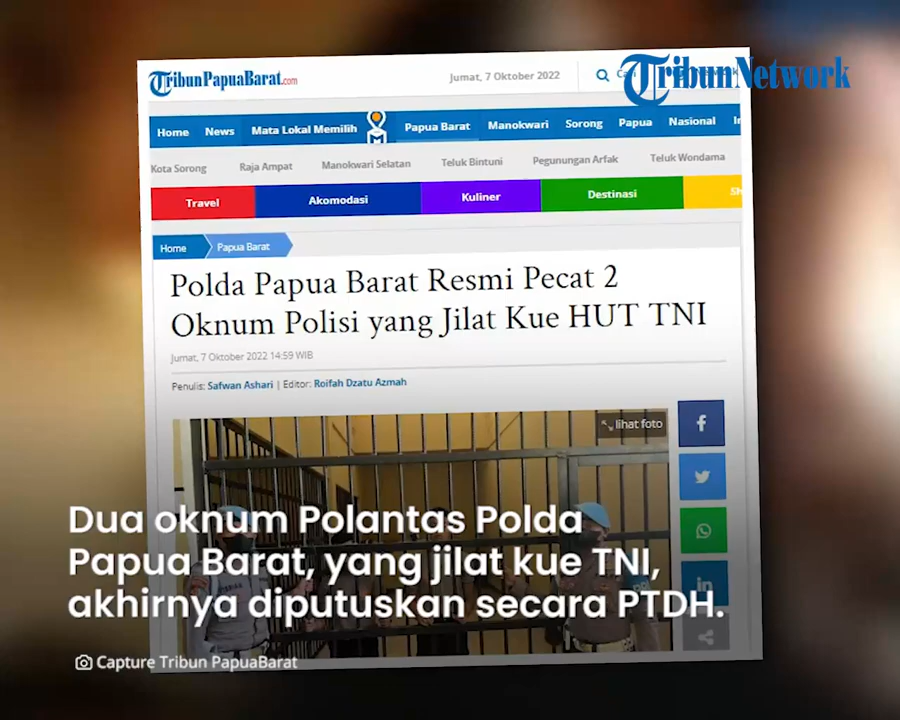 TribunPapuaBarat.com
Jumat, 7 Oktober 2022
TribunNetwork
Home News Mata Lokal Memilih Papua Barat Manokwari Sorong Papua Nasional
Kota Sorong Raja Ampat Manokwari Selatan Teluk Bintuni Pegunungan Arfak Teluk Wondama
Travel Akomodasi Kuliner Destinasi
Home Papua Barat
Polda Papua Barat Resmi Pecat 2
Oknum Polisi yang Jilat Kue HUT TNI
Jumat, 7 Oktober 2022 14:59 WIB
Penulis: Safwan Ashari | Editor: Roifah Dzatu Azmah
lihat foto
Dua oknum Polantas Polda
Papua Barat, yang jilat kue TNI,
akhirnya diputuskan secara PTDH.
Capture Tribun PapuaBarat